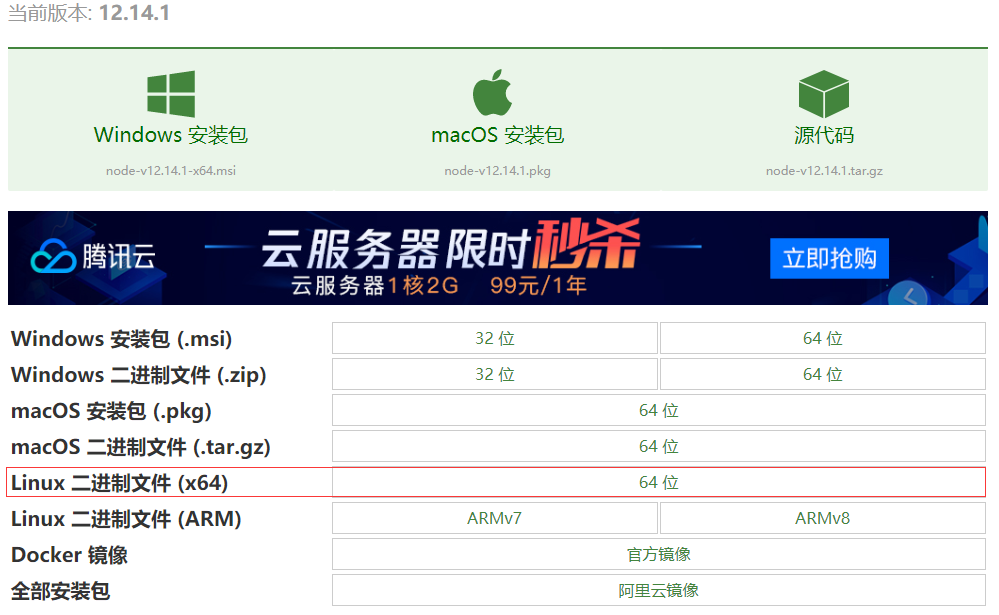 当前版本: 12.14.1
Windows 安装包
macOS 安装包
源代码
node-v12.14.1-x64.msi
node-v12.14.1.pkg
node-v12.14.1.tar.gz
腾讯云
云服务器限时秒杀
云服务器1核2G 99元/1年
立即抢购
Windows 安装包 (.msi) 32 位 64 位
Windows 二进制文件 (.zip) 32 位 64 位
macOS 安装包 (.pkg) 64 位
macOS 二进制文件 (.tar.gz) 64 位
Linux 二进制文件 (x64) 64 位
Linux 二进制文件 (ARM) ARMv7 ARMv8
Docker 镜像 官方镜像
全部安装包 阿里云镜像